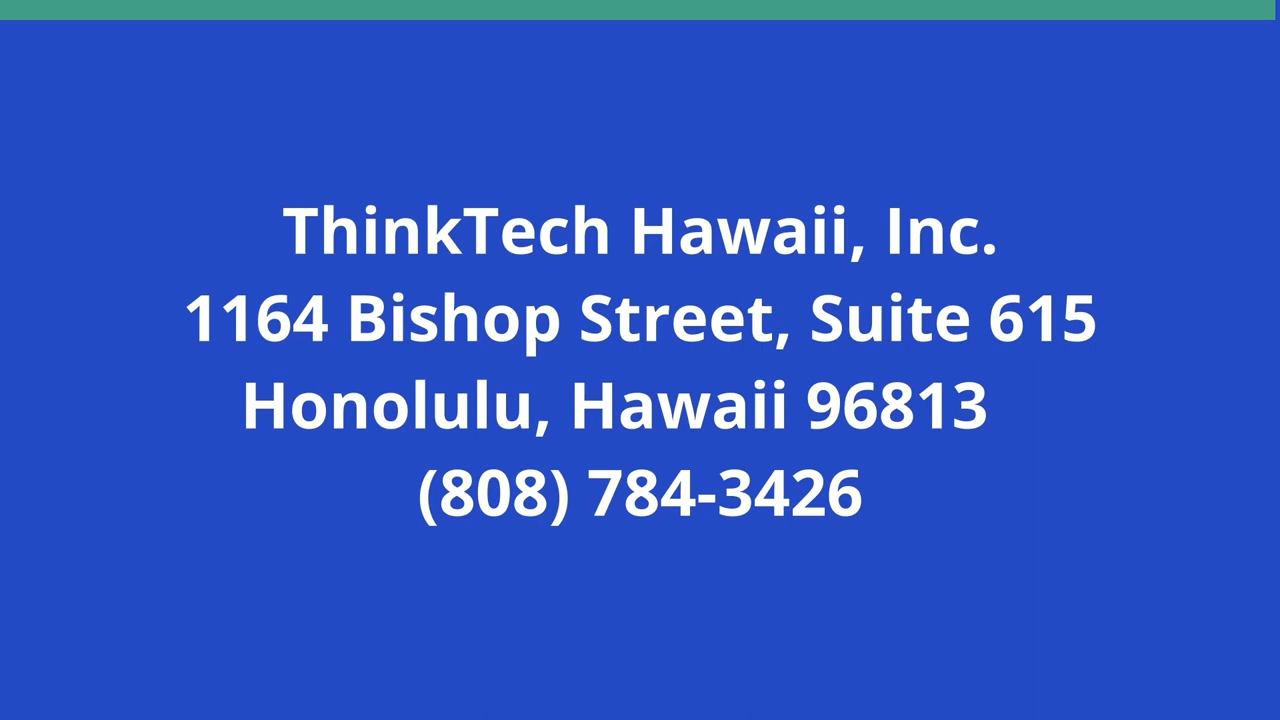 ThinkTech Hawaii, Inc.
1164 Bishop Street, Suite 615
Honolulu, Hawaii 96813
(808) 784-3426